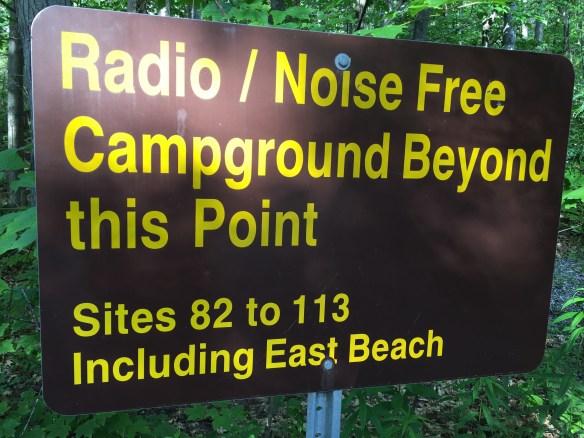 Radio / Noise Free
Campground Beyond
this Point
Sites 82 to 113
Including East Beach